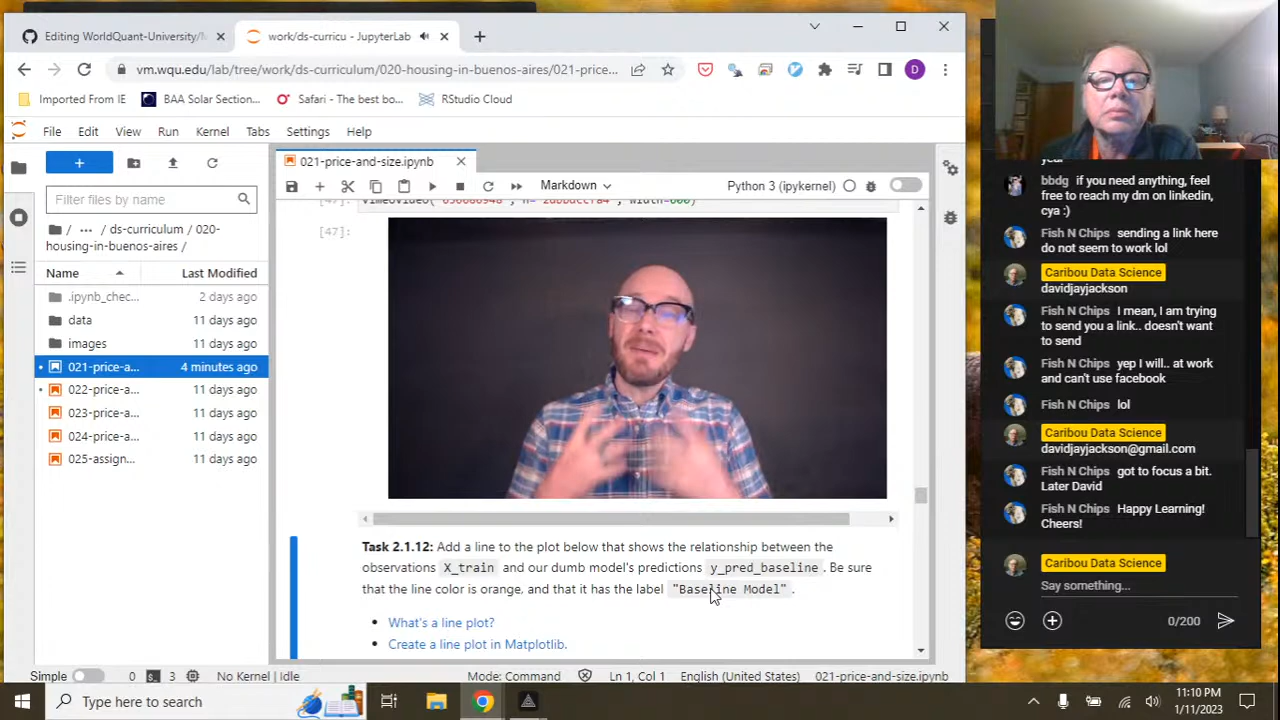 Editing WorldQuant-University/
work/ds-curricu - JupyterLab
vm.wqu.edu/lab/tree/work/ds-curriculum/020-housing-in-buenos-aires/021-price...
D
Imported From IE
BAA Solar Section...
Safari - The best bo...
RStudio Cloud
File
Edit
View
Run
Kernel
Tabs
Settings
Help
021-price-and-size.ipynb
Markdown
Python 3 (ipykernel)
Filter files by name
/ ... / ds-curriculum / 020-
housing-in-buenos-aires /
Name
Last Modified
.ipynb_chec...
2 days ago
data
11 days ago
images
11 days ago
021-price-a...
4 minutes ago
022-price-a...
11 days ago
023-price-a...
11 days ago
024-price-a...
11 days ago
025-assign...
11 days ago
[47]:
Task 2.1.12: Add a line to the plot below that shows the relationship between the
observations X_train and our dumb model's predictions y_pred_baseline. Be sure
that the line color is orange, and that it has the label "Baseline Model".
What's a line plot?
Create a line plot in Matplotlib.
Simple
0
3
No Kernel | Idle
Mode: Command
Ln 1, Col 1
English (United States)
021-price-and-size.ipynb
bbdg if you need anything, feel
free to reach my dm on linkedin,
cya :)
Fish N Chips sending a link here
do not seem to work lol
Caribou Data Science
davidjayjackson
Fish N Chips I mean, I am trying
to send you a link.. doesn't want
to send
Fish N Chips yep I will.. at work
and can't use facebook
Fish N Chips lol
Caribou Data Science
davidjayjackson@gmail.com
Fish N Chips got to focus a bit.
Later David
Fish N Chips Happy Learning!
Cheers!
Caribou Data Science
Say something...
0/200
Type here to search
11:10 PM
1/11/2023